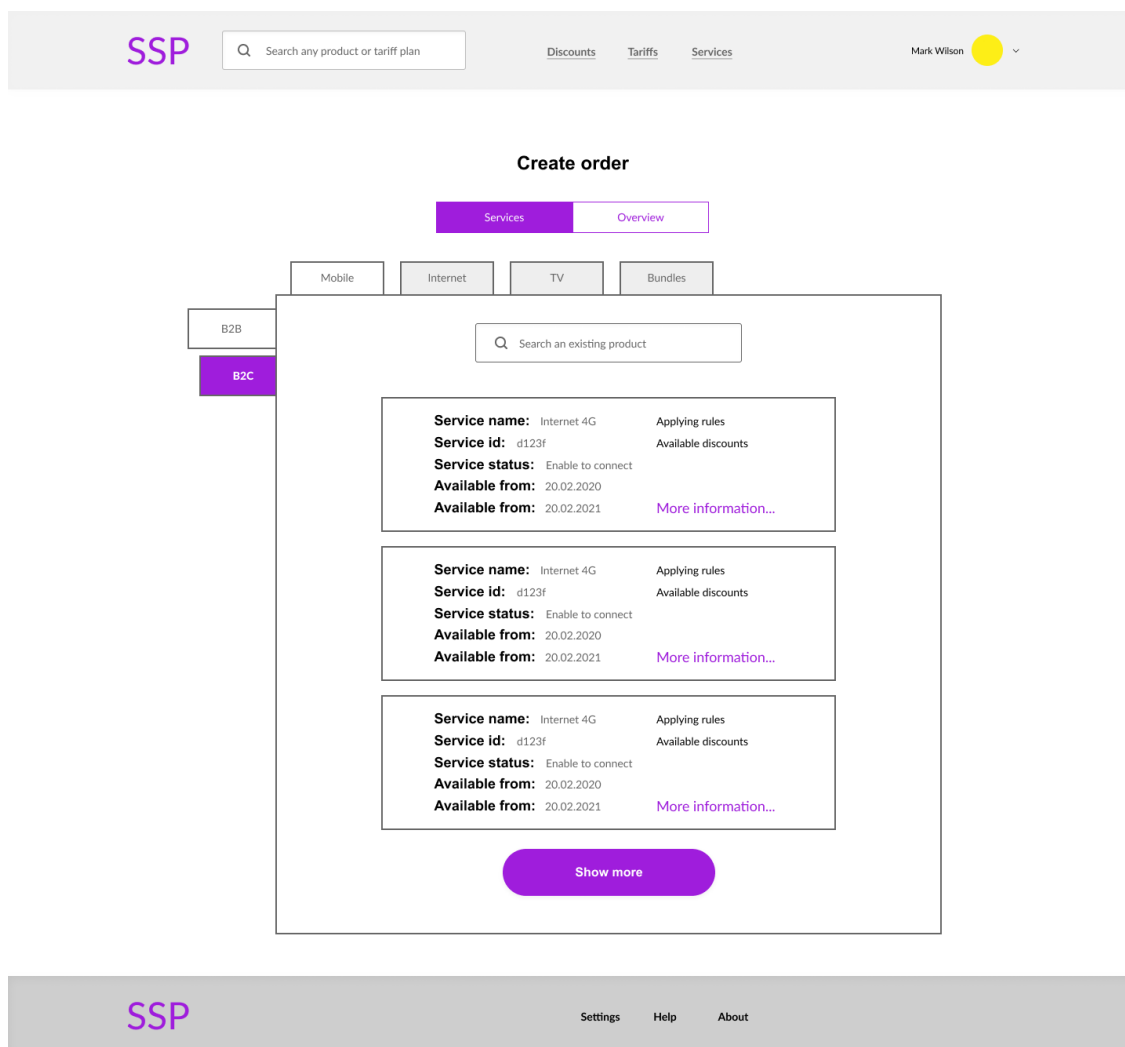 SSP
Search any product or tariff plan
Discounts Tariffs Services
Mark Wilson
Create order
Services Overview
Mobile Internet TV Bundles
B2B
B2C
Search an existing product
Service name: Internet 4G Applying rules
Service id: d123f Available discounts
Service status: Enable to connect
Available from: 20.02.2020
Available from: 20.02.2021 More information...
Service name: Internet 4G Applying rules
Service id: d123f Available discounts
Service status: Enable to connect
Available from: 20.02.2020
Available from: 20.02.2021 More information...
Service name: Internet 4G Applying rules
Service id: d123f Available discounts
Service status: Enable to connect
Available from: 20.02.2020
Available from: 20.02.2021 More information...
Show more
SSP
Settings Help About